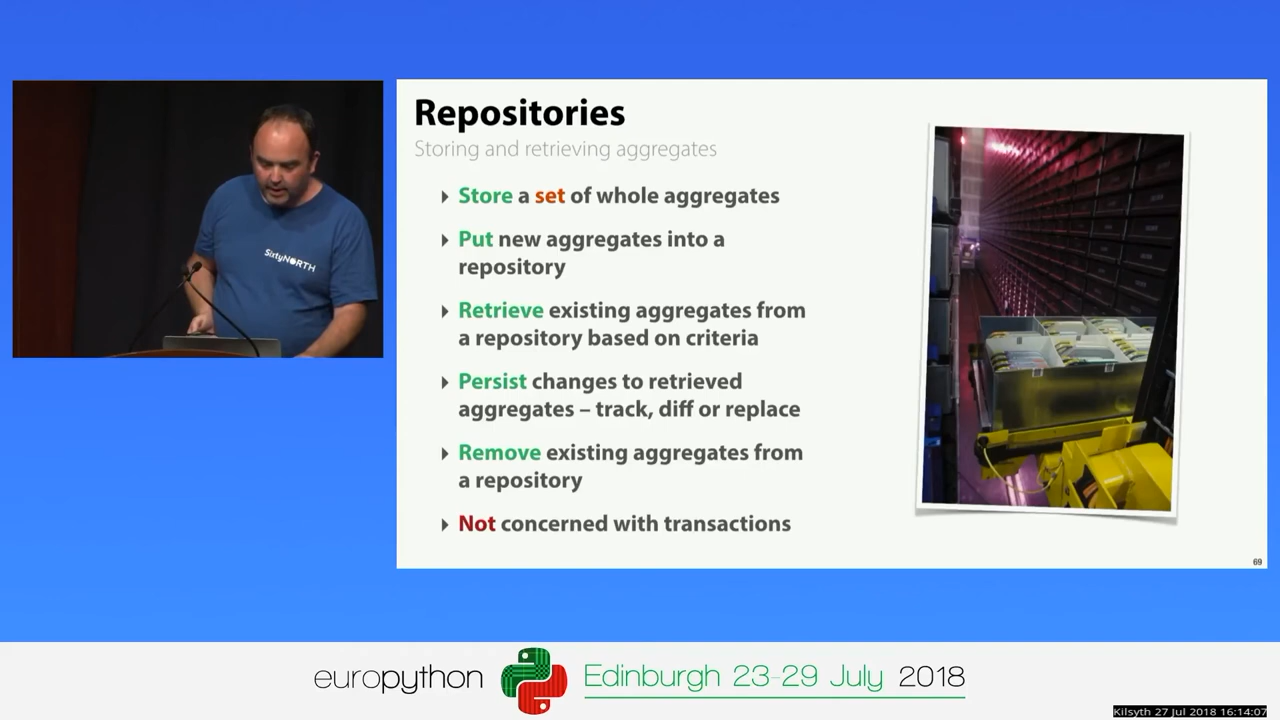 Repositories
Storing and retrieving aggregates
Store a set of whole aggregates
Put new aggregates into a
repository
Retrieve existing aggregates from
a repository based on criteria
Persist changes to retrieved
aggregates – track, diff or replace
Remove existing aggregates from
a repository
Not concerned with transactions
SixtyNORTH
69
europython Edinburgh 23-29 July 2018
Kilsyth 27 Jul 2018 16:14:07